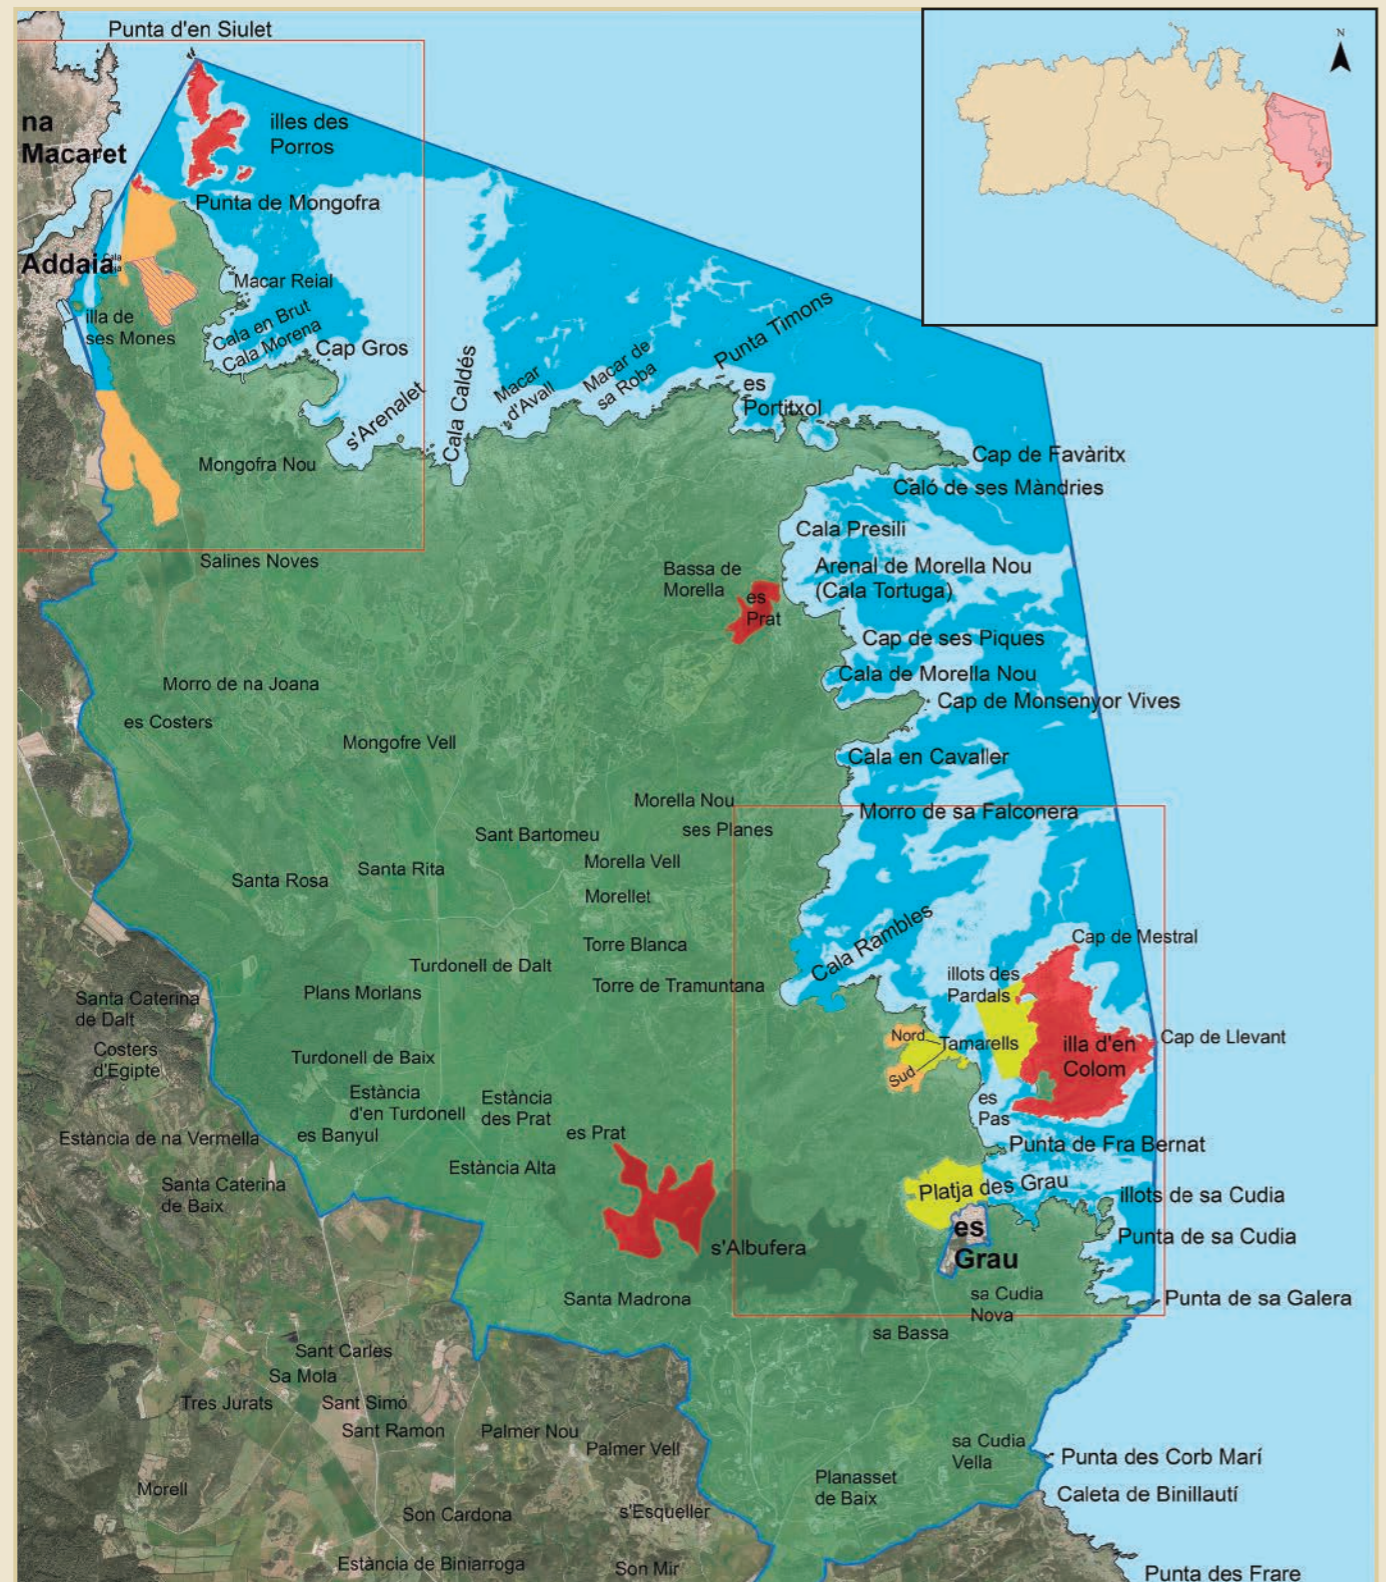 Punta d'en Siulet
N
na
Macaret
illes des
Porros
Punta de Mongofra
Addaia
Cala
Macar Reial
illa de
ses Mones
Cala en Brut
Cala Morena
Cap Gros
s'Arenalet
Cala Caldés
Macar
d'Avall
Macar de
sa Roba
Punta Timons
es
Portitxol
Cap de Favàritx
Mongofra Nou
Caló de ses Màndries
Cala Presili
Salines Noves
Bassa de
Morella
es
Prat
Arenal de Morella Nou
(Cala Tortuga)
Cap de ses Piques
Cala de Morella Nou
Morro de na Joana
Cap de Monsenyor Vives
es Costers
Mongofre Vell
Cala en Cavaller
Morella Nou
Morro de sa Falconera
ses Planes
Sant Bartomeu
Morella Vell
Santa Rita
Santa Rosa
Morellet
Cala Rambles
Cap de Mestral
Torre Blanca
Turdonell de Dalt
illots des
Pardals
Torre de Tramuntana
Plans Morlans
Santa Caterina
de Dalt
Nord
Tamarells
Sud
illa d'en
Colom
Cap de Llevant
Costers
d'Egipte
Turdonell de Baix
Estància
d'en Turdonell
Estància
des Prat
es
Pas
es Banyul
es Prat
Estància de na Vermella
Punta de Fra Bernat
Estància Alta
Santa Caterina
de Baix
Platja des Grau
illots de sa Cudia
es
Grau
Punta de sa Cudia
s'Albufera
Santa Madrona
sa Cudia
Nova
Punta de sa Galera
sa Bassa
Sant Carles
Sa Mola
Tres Jurats
Sant Simó
Sant Ramon
Palmer Nou
Palmer Vell
sa Cudia
Vella
Punta des Corb Marí
Planasset
de Baix
Morell
Caleta de Binillautí
Son Cardona
s'Esqueller
Estància de Biniarroga
Son Mir
Punta des Frare